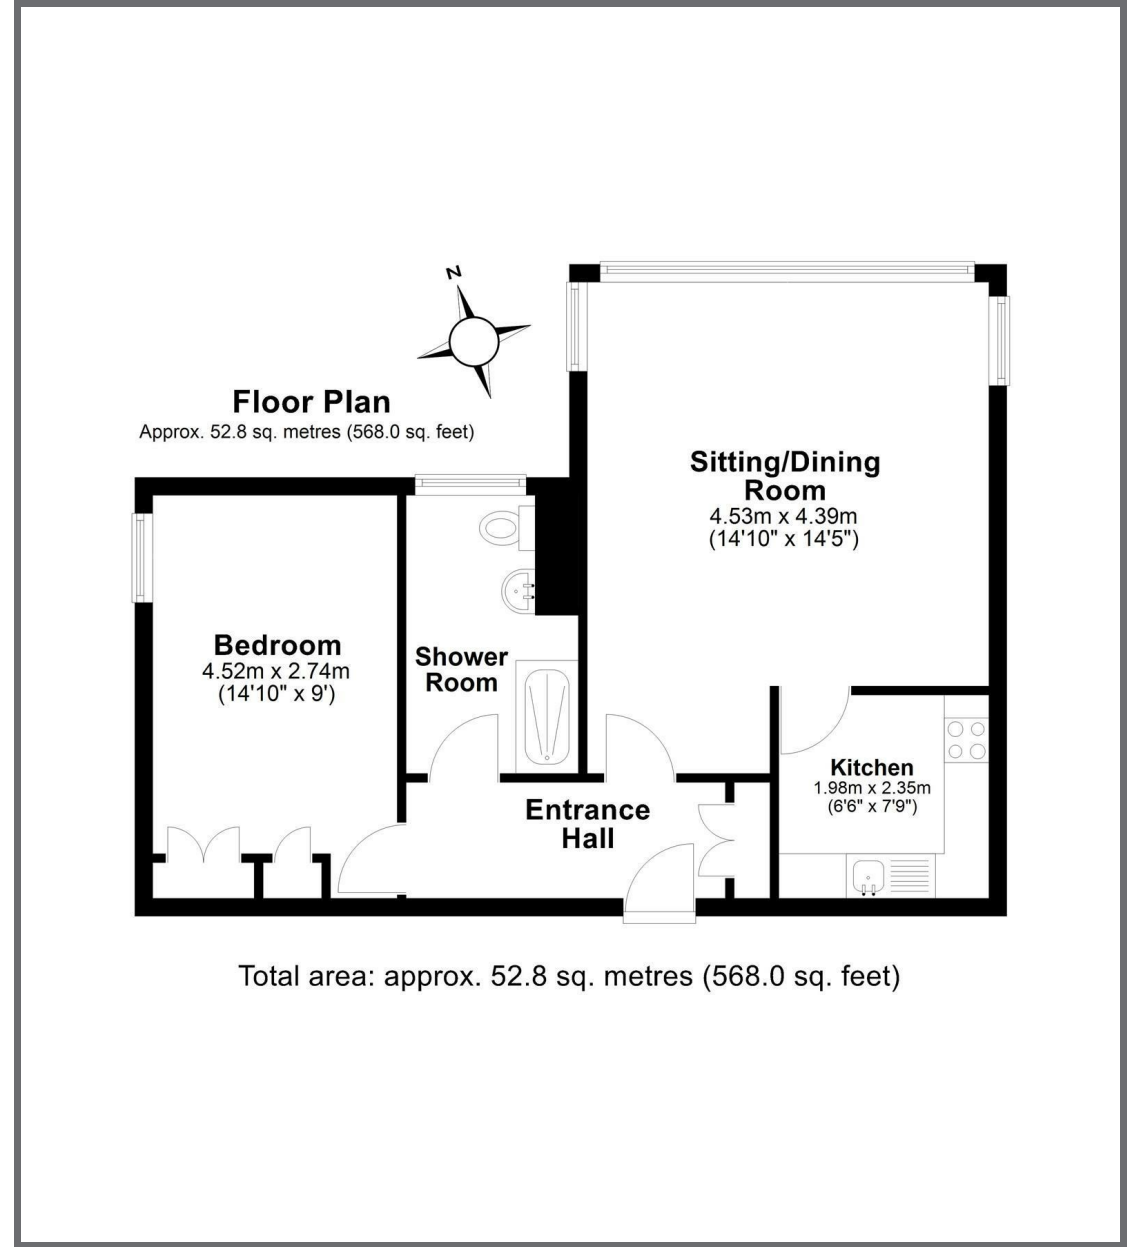 N
Floor Plan
Approx. 52.8 sq. metres (568.0 sq. feet)
Sitting/Dining
Room
4.53m x 4.39m
(14'10" x 14'5")
Bedroom
4.52m x 2.74m
(14'10" x 9')
Shower
Room
Kitchen
1.98m x 2.35m
(6'6" x 7'9")
Entrance
Hall
Total area: approx. 52.8 sq. metres (568.0 sq. feet)